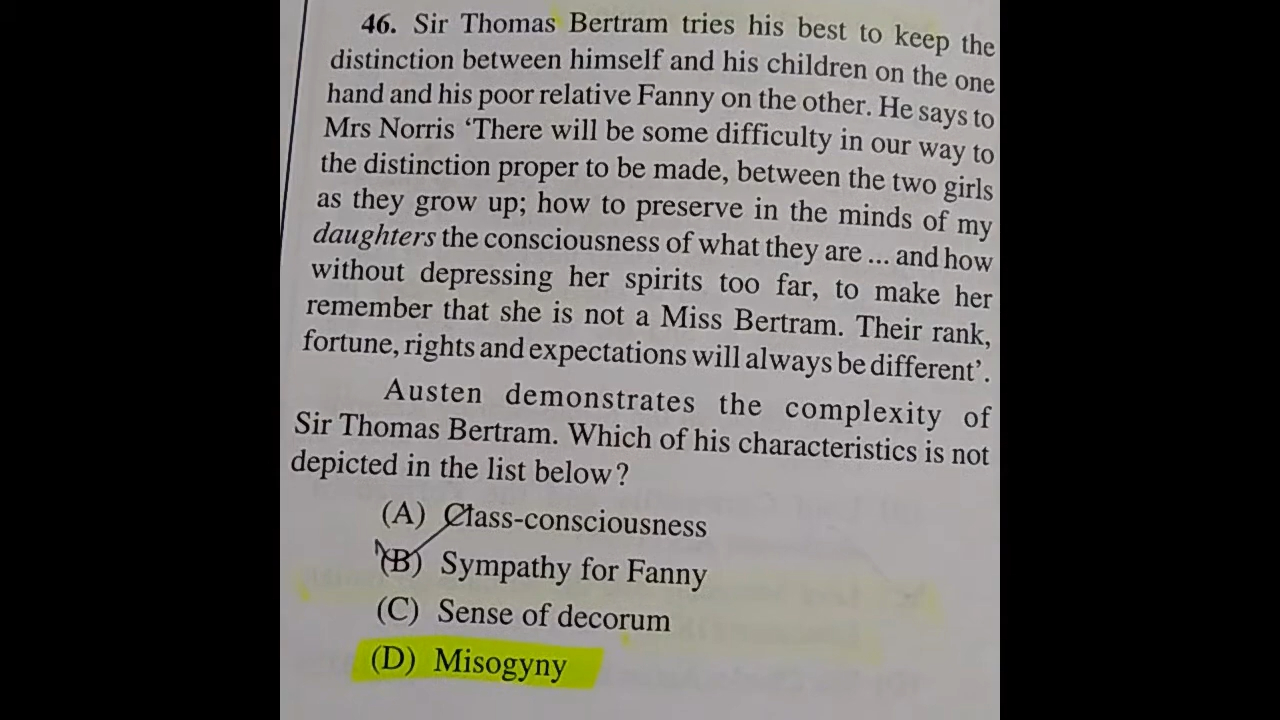 46. Sir Thomas Bertram tries his best to keep the
distinction between himself and his children on the one
hand and his poor relative Fanny on the other. He says to
Mrs Norris ‘There will be some difficulty in our way to
the distinction proper to be made, between the two girls
as they grow up; how to preserve in the minds of my
daughters the consciousness of what they are ... and how
without depressing her spirits too far, to make her
remember that she is not a Miss Bertram. Their rank,
fortune, rights and expectations will always be different’.
Austen demonstrates the complexity of
Sir Thomas Bertram. Which of his characteristics is not
depicted in the list below?
(A) Class-consciousness
(B) Sympathy for Fanny
(C) Sense of decorum
(D) Misogyny